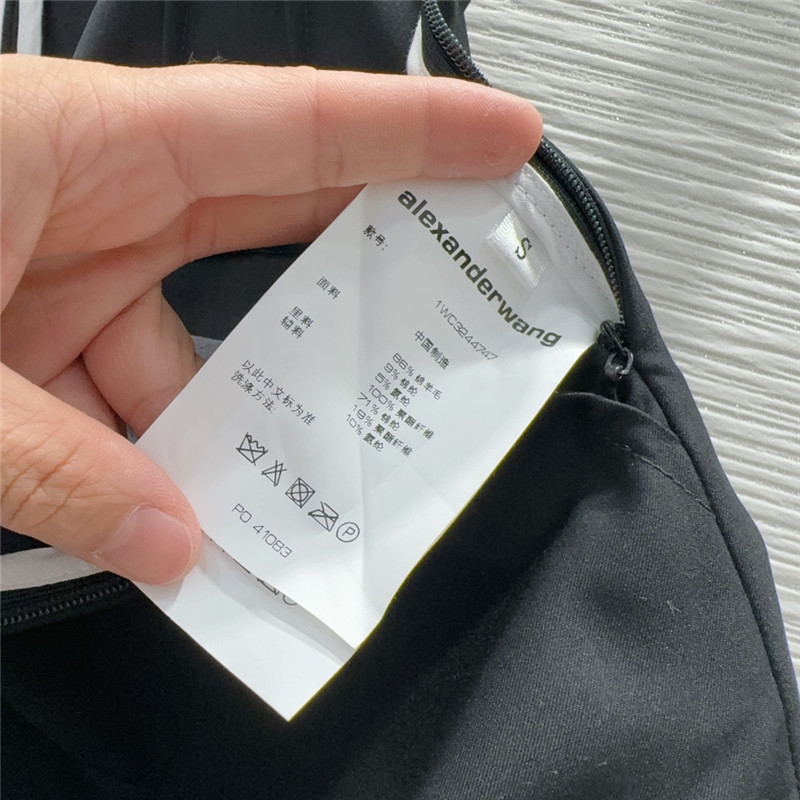 alexanderwang
S
款号:
1WC3244747
中国制造
面料
86% 绵羊毛
9% 锦纶
5% 氨纶
里料
100% 聚酯纤维
辅料
71% 锦纶
19% 聚酯纤维
10% 氨纶
以此中文标为准
洗涤方法:
P
PO 41083